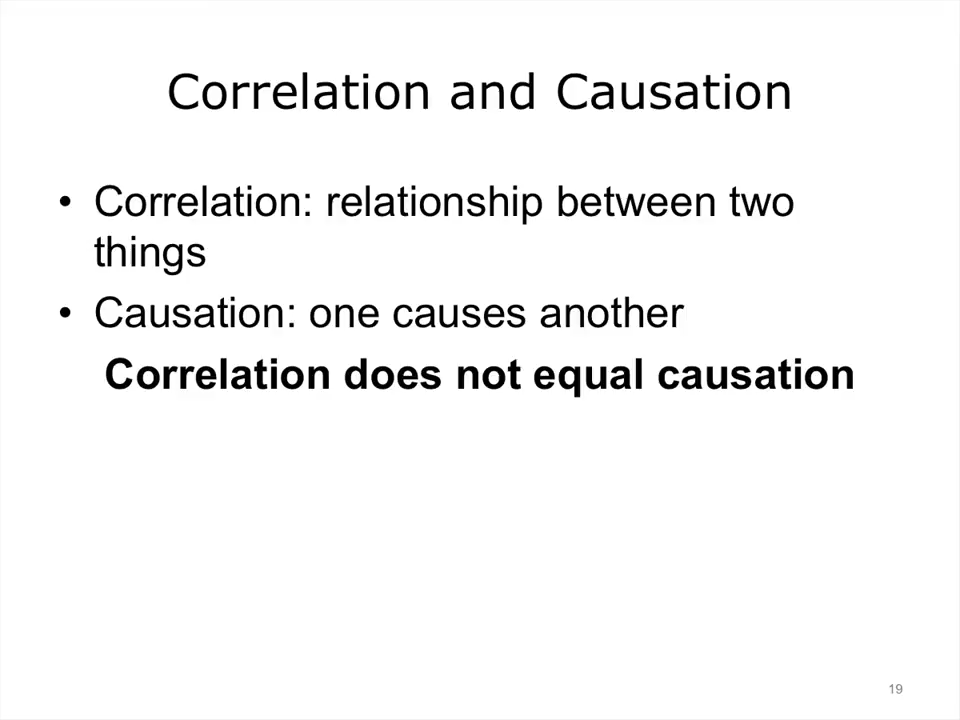 Correlation and Causation
• Correlation: relationship between two
things
• Causation: one causes another
Correlation does not equal causation
19